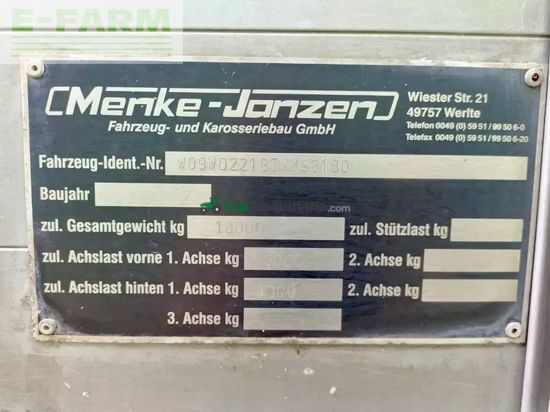 E-FARM
Menke-Janzen
Fahrzeug- und Karosseriebau GmbH
Wiester Str. 21
49757 Werlte
Telefon 0049 (0) 59 51 / 99 50 6-0
Telefax 0049 (0) 59 51 / 99 50 6-20
Fahrzeug-Ident.-Nr.
Baujahr
zul. Gesamtgewicht kg 18000
zul. Stützlast kg
zul. Achslast vorne 1. Achse kg
2. Achse kg
zul. Achslast hinten 1. Achse kg
2. Achse kg
3. Achse kg